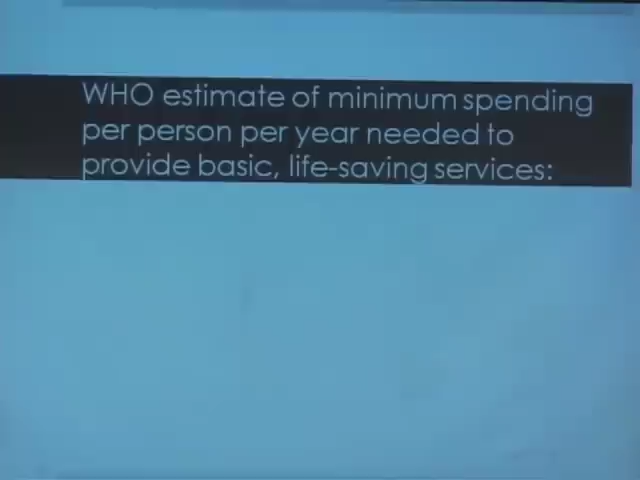 WHO estimate of minimum spending
per person per year needed to
provide basic, life-saving services: